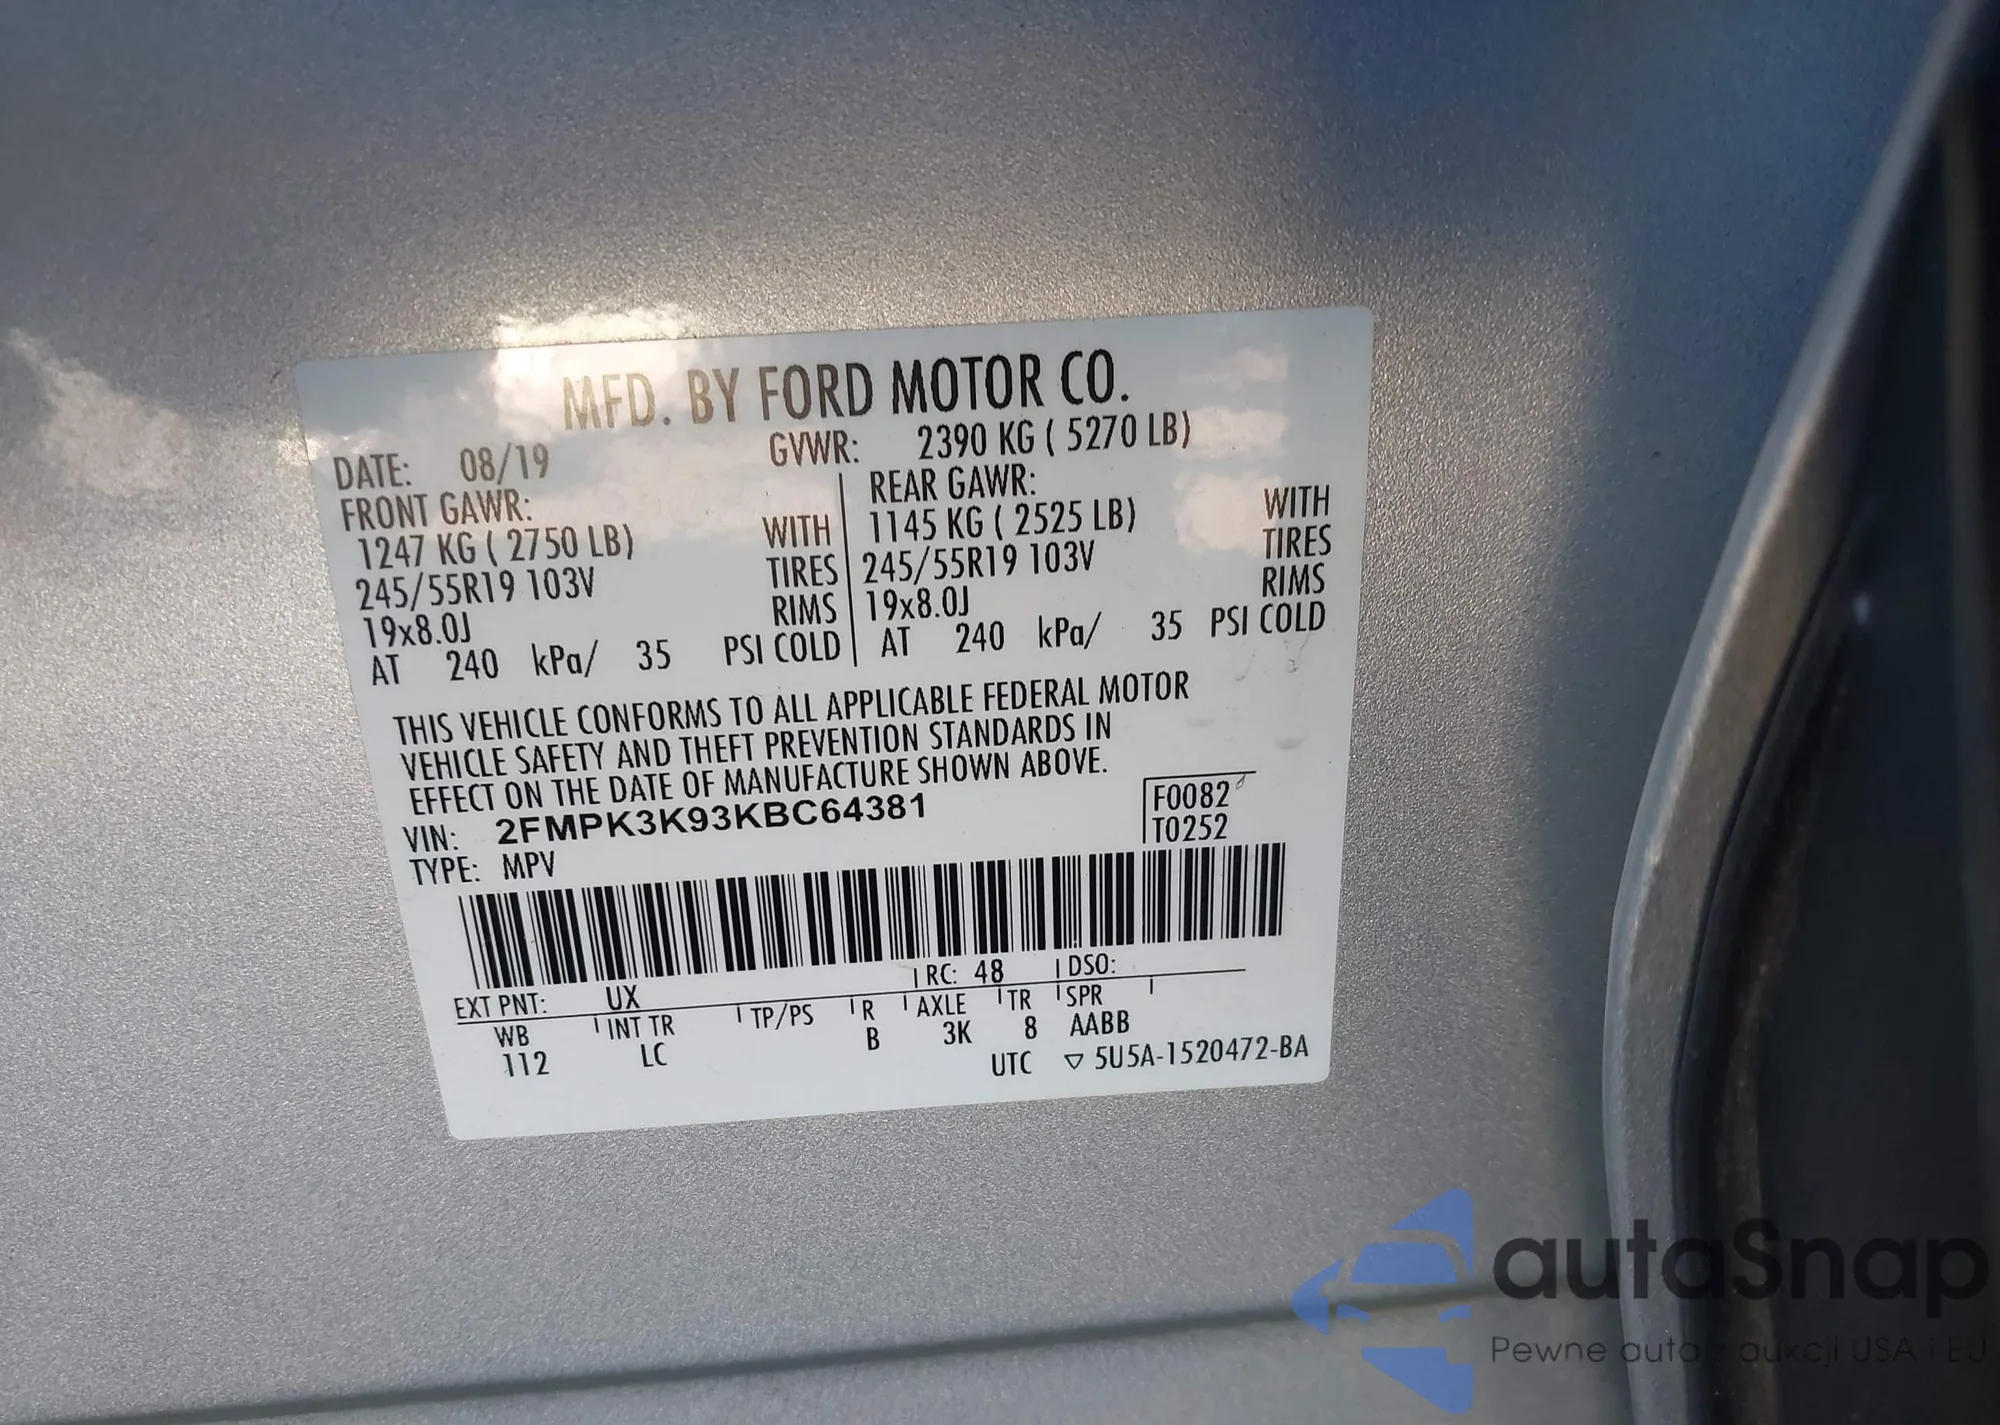 MFD. BY FORD MOTOR CO.
DATE: 08/19 GVWR: 2390 KG ( 5270 LB)
FRONT GAWR: REAR GAWR:
1247 KG ( 2750 LB) WITH 1145 KG ( 2525 LB) WITH
245/55R19 103V TIRES 245/55R19 103V TIRES
19x8.0J RIMS 19x8.0J RIMS
AT 240 kPa/ 35 PSI COLD AT 240 kPa/ 35 PSI COLD
THIS VEHICLE CONFORMS TO ALL APPLICABLE FEDERAL MOTOR
VEHICLE SAFETY AND THEFT PREVENTION STANDARDS IN
EFFECT ON THE DATE OF MANUFACTURE SHOWN ABOVE.
VIN: 2FMPK3K93KBC64381 F0082
TYPE: MPV T0252
RC: 48 DSO:
EXT PNT: UX
WB INT TR TP/PS R AXLE TR SPR
112 LC B 3K 8 AABB
UTC ▽ 5U5A-1520472-BA
autaSnap
Pewne auta z aukcji USA i EU